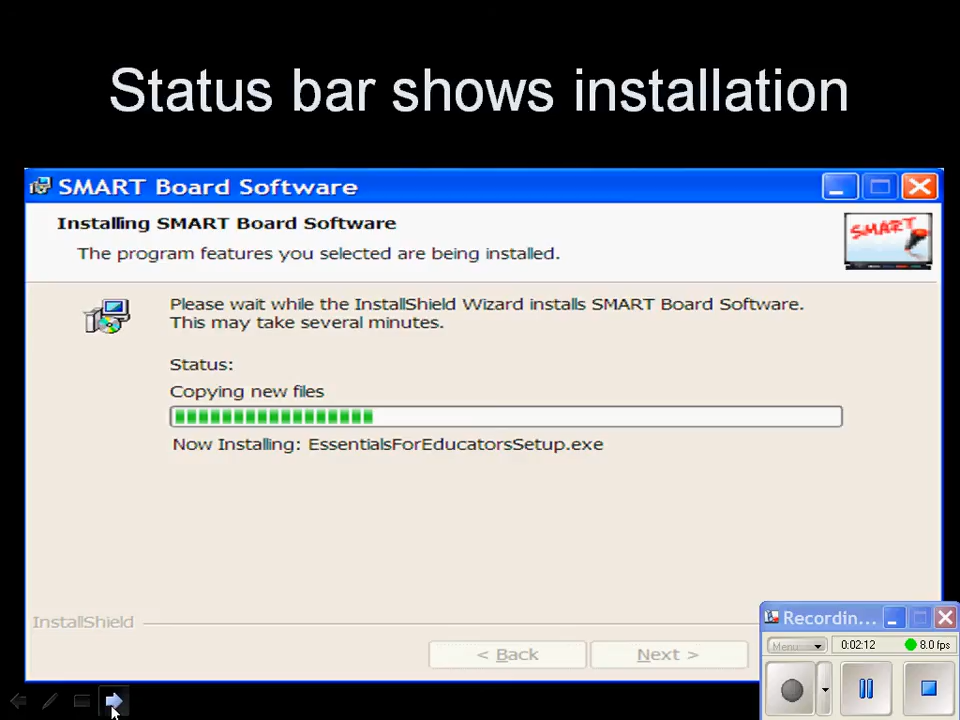 Status bar shows installation
SMART Board Software
Installing SMART Board Software
The program features you selected are being installed.
SMART
Please wait while the InstallShield Wizard installs SMART Board Software.
This may take several minutes.
Status:
Copying new files
Now Installing: EssentialsForEducatorsSetup.exe
InstallShield
< Back
Next >
Recordin...
Menu
0:02:12
8.0 fps